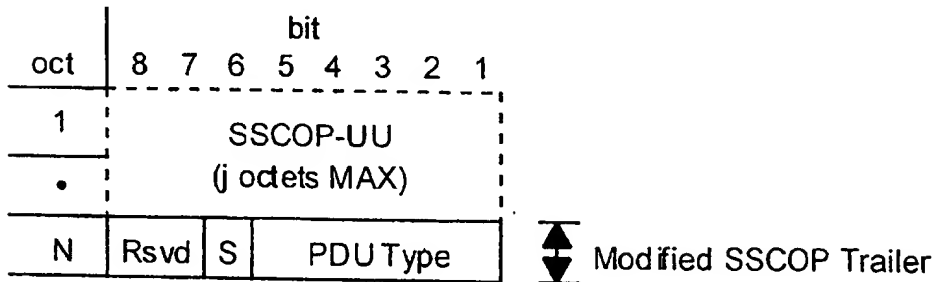 bit
oct 8 7 6 5 4 3 2 1
1 SSCOP-UU
• (j octets MAX)
N Rsvd S PDU Type Modified SSCOP Trailer